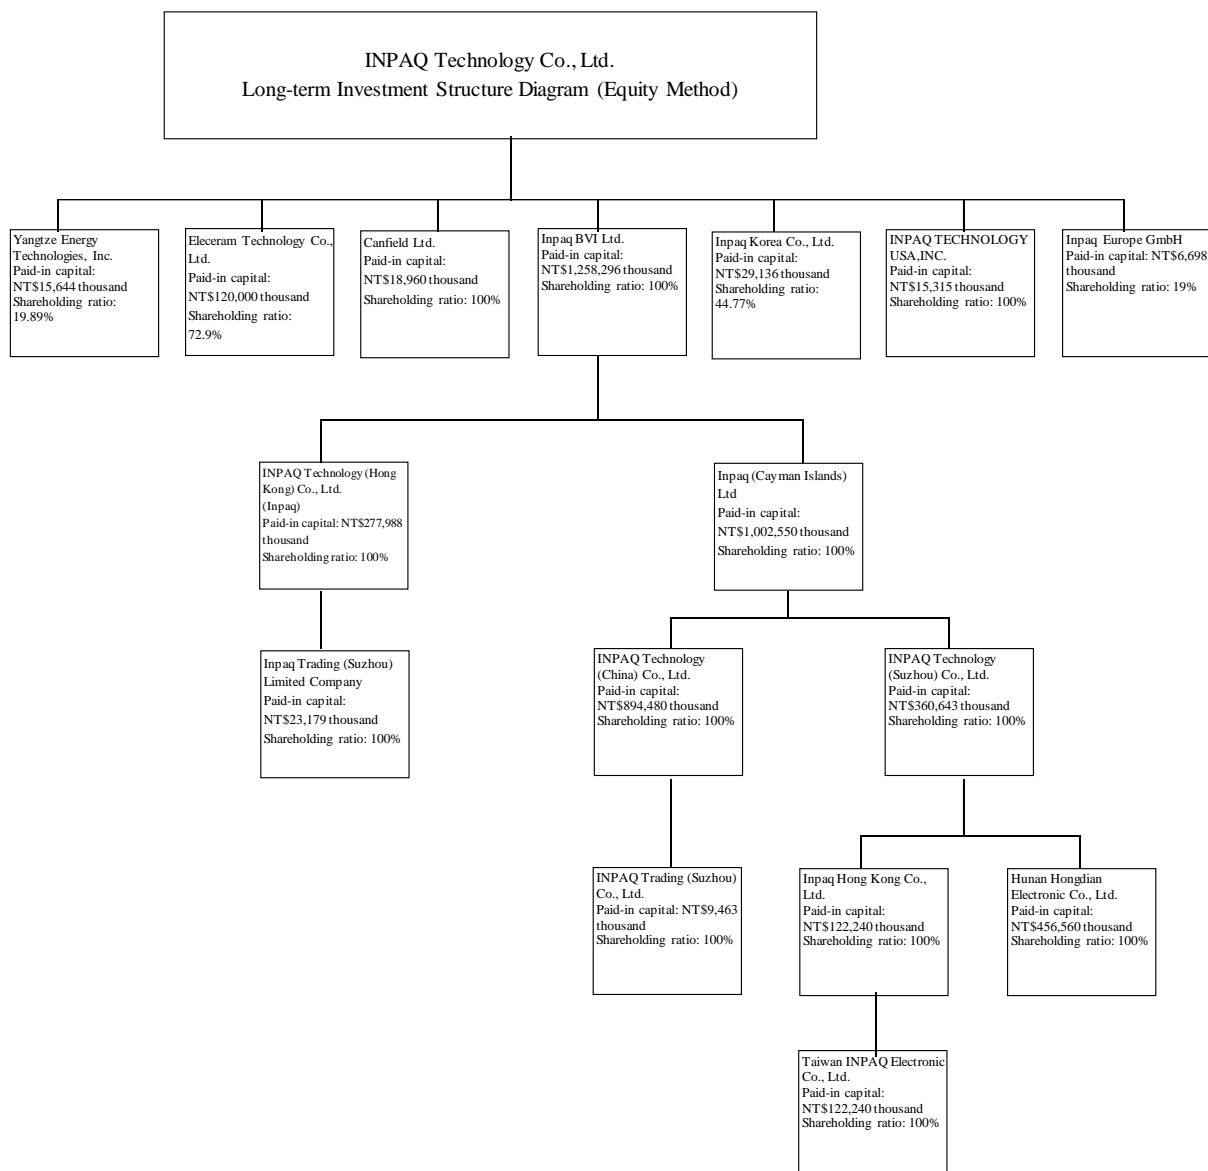 INPAQ Technology Co., Ltd.
Long-term Investment Structure Diagram (Equity Method)
Yangtze Energy
Technologies, Inc.
Paid-in capital:
NT$15,644 thousand
Shareholding ratio:
19.89%
Eleceram Technology Co.,
Ltd.
Paid-in capital:
NT$120,000 thousand
Shareholding ratio:
72.9%
Canfield Ltd.
Paid-in capital:
NT$18,960 thousand
Shareholding ratio: 100%
Inpaq BVI Ltd.
Paid-in capital:
NT$1,258,296 thousand
Shareholding ratio: 100%
Inpaq Korea Co., Ltd.
Paid-in capital:
NT$29,136 thousand
Shareholding ratio:
44.77%
INPAQ TECHNOLOGY
USA,INC.
Paid-in capital:
NT$15,315 thousand
Shareholding ratio: 100%
Inpaq Europe GmbH
Paid-in capital: NT$6,698
thousand
Shareholding ratio: 19%
INPAQ Technology (Hong
Kong) Co., Ltd.
(Inpaq)
Paid-in capital: NT$277,988
thousand
Shareholding ratio: 100%
Inpaq (Cayman Islands)
Ltd
Paid-in capital:
NT$1,002,550 thousand
Shareholding ratio: 100%
Inpaq Trading (Suzhou)
Limited Company
Paid-in capital:
NT$23,179 thousand
Shareholding ratio: 100%
INPAQ Technology
(China) Co., Ltd.
Paid-in capital:
NT$894,480 thousand
Shareholding ratio: 100%
INPAQ Technology
(Suzhou) Co., Ltd.
Paid-in capital:
NT$360,643 thousand
Shareholding ratio: 100%
INPAQ Trading (Suzhou)
Co., Ltd.
Paid-in capital: NT$9,463
thousand
Shareholding ratio: 100%
Inpaq Hong Kong Co.,
Ltd.
Paid-in capital:
NT$122,240 thousand
Shareholding ratio: 100%
Hunan Hongdian
Electronic Co., Ltd.
Paid-in capital:
NT$456,560 thousand
Shareholding ratio: 100%
Taiwan INPAQ Electronic
Co., Ltd.
Paid-in capital:
NT$122,240 thousand
Shareholding ratio: 100%